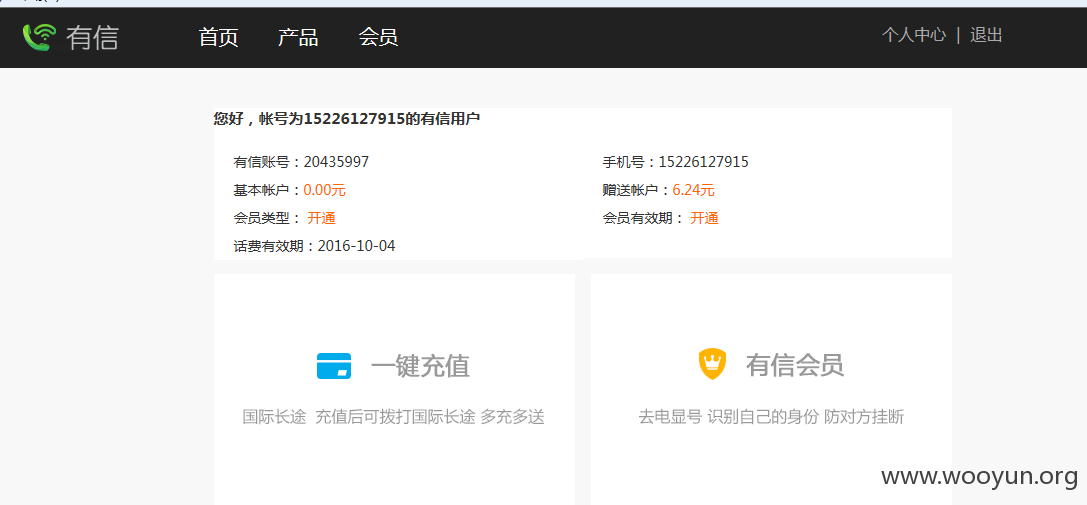 有信 首页 产品 会员 个人中心 | 退出
您好，帐号为15226127915的有信用户
有信账号：20435997 手机号：15226127915
基本帐户：0.00元 赠送帐户：6.24元
会员类型： 开通 会员有效期： 开通
话费有效期：2016-10-04
一键充值 有信会员
国际长途 充值后可拨打国际长途 多充多送 去电显号 识别自己的身份 防对方挂断
www.wooyun.org